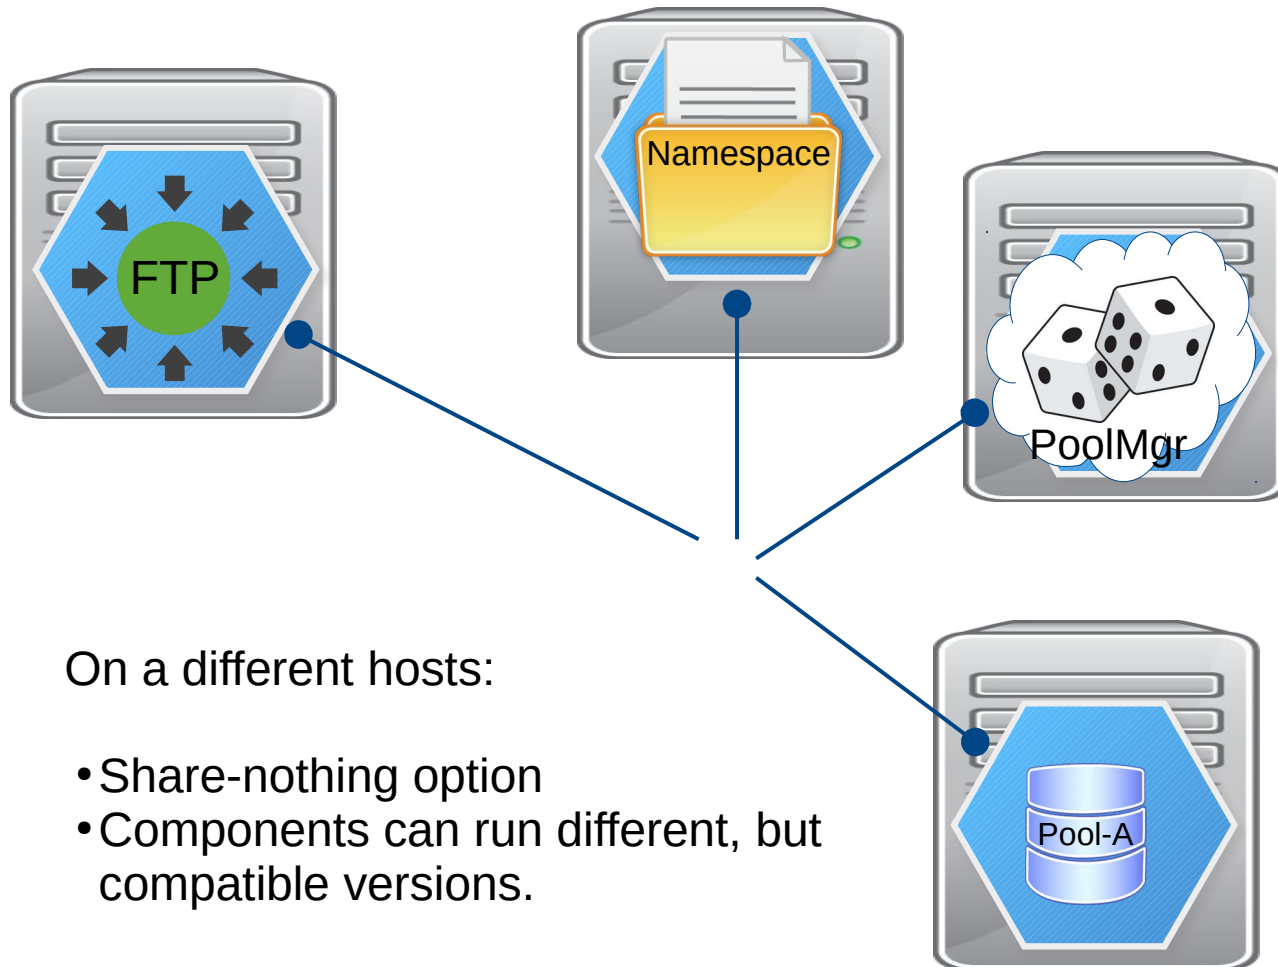 Namespace
FTP
PoolMgr
On a different hosts:
•Share-nothing option
•Components can run different, but
compatible versions.
Pool-A